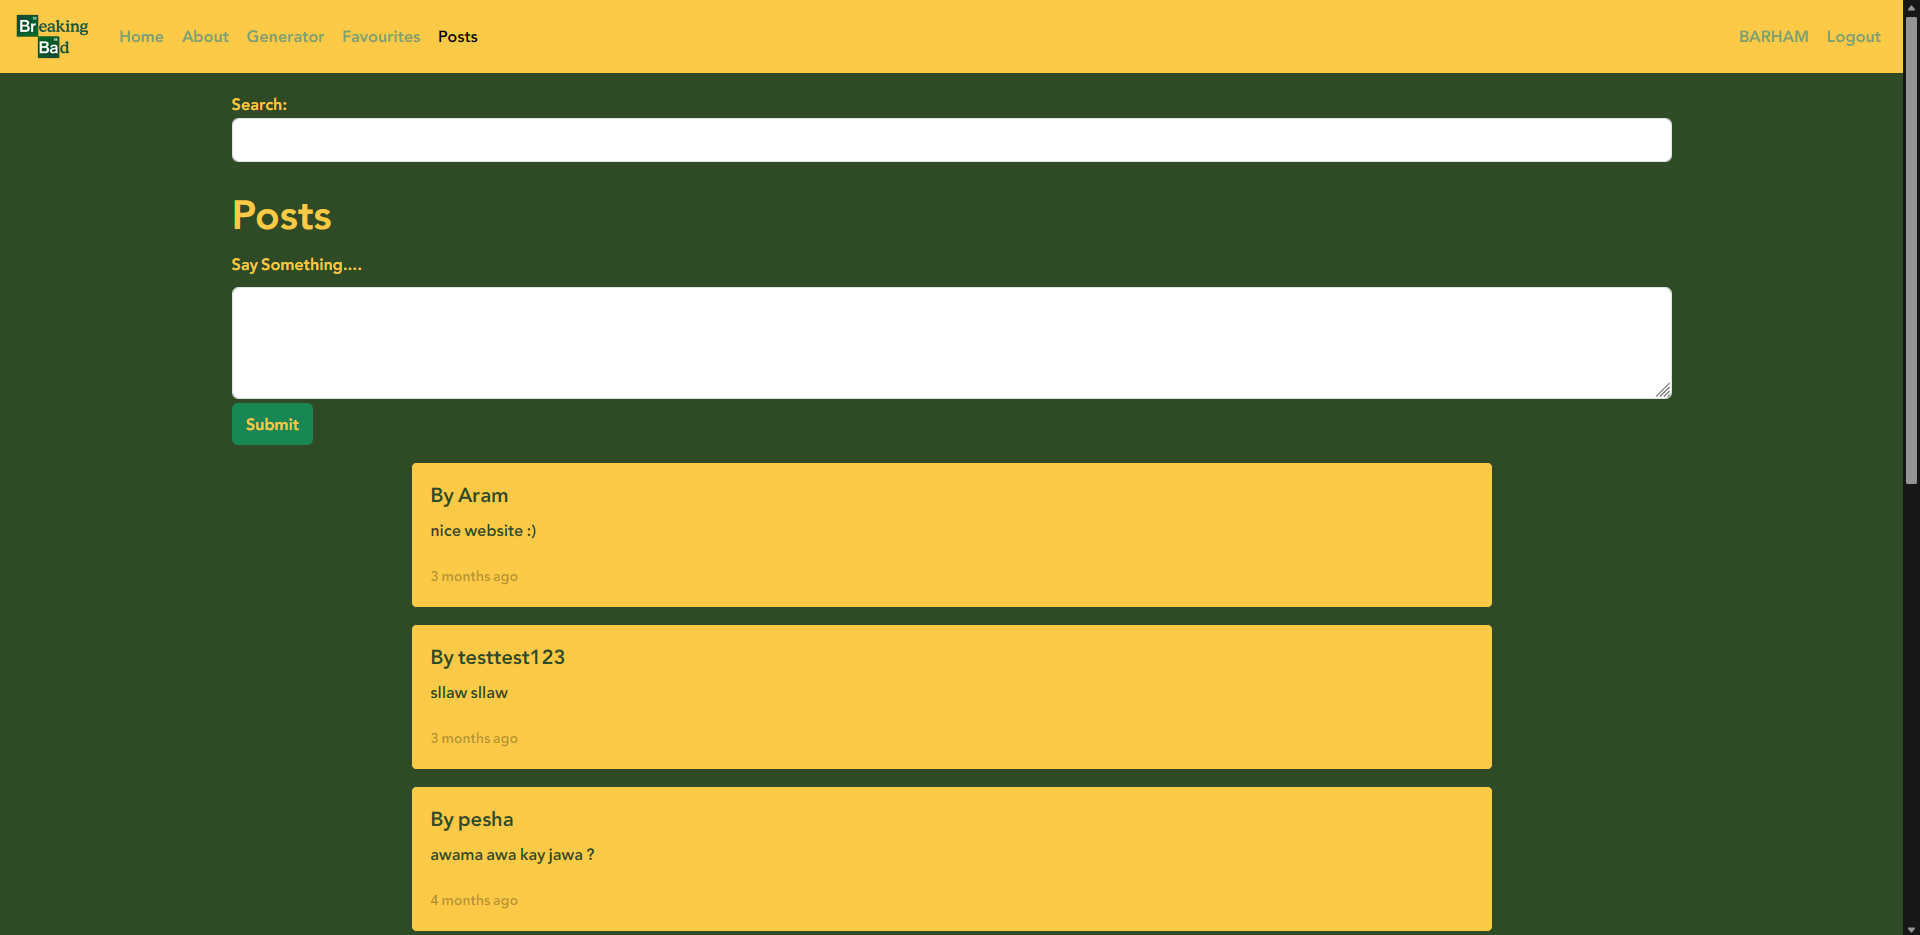 Breaking
Bad
Home About Generator Favourites Posts
BARHAM Logout
Search:
Posts
Say Something....
Submit
By Aram
nice website :)
3 months ago
By testtest123
sllaw sllaw
3 months ago
By pesha
awama awa kay jawa ?
4 months ago